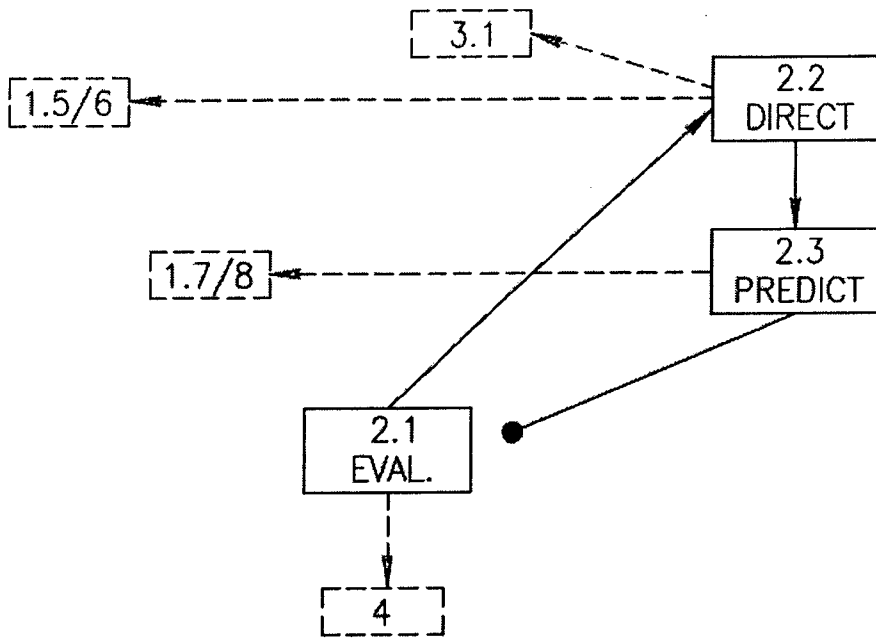 3.1
1.5/6
2.2
DIRECT
1.7/8
2.3
PREDICT
2.1
EVAL.
4